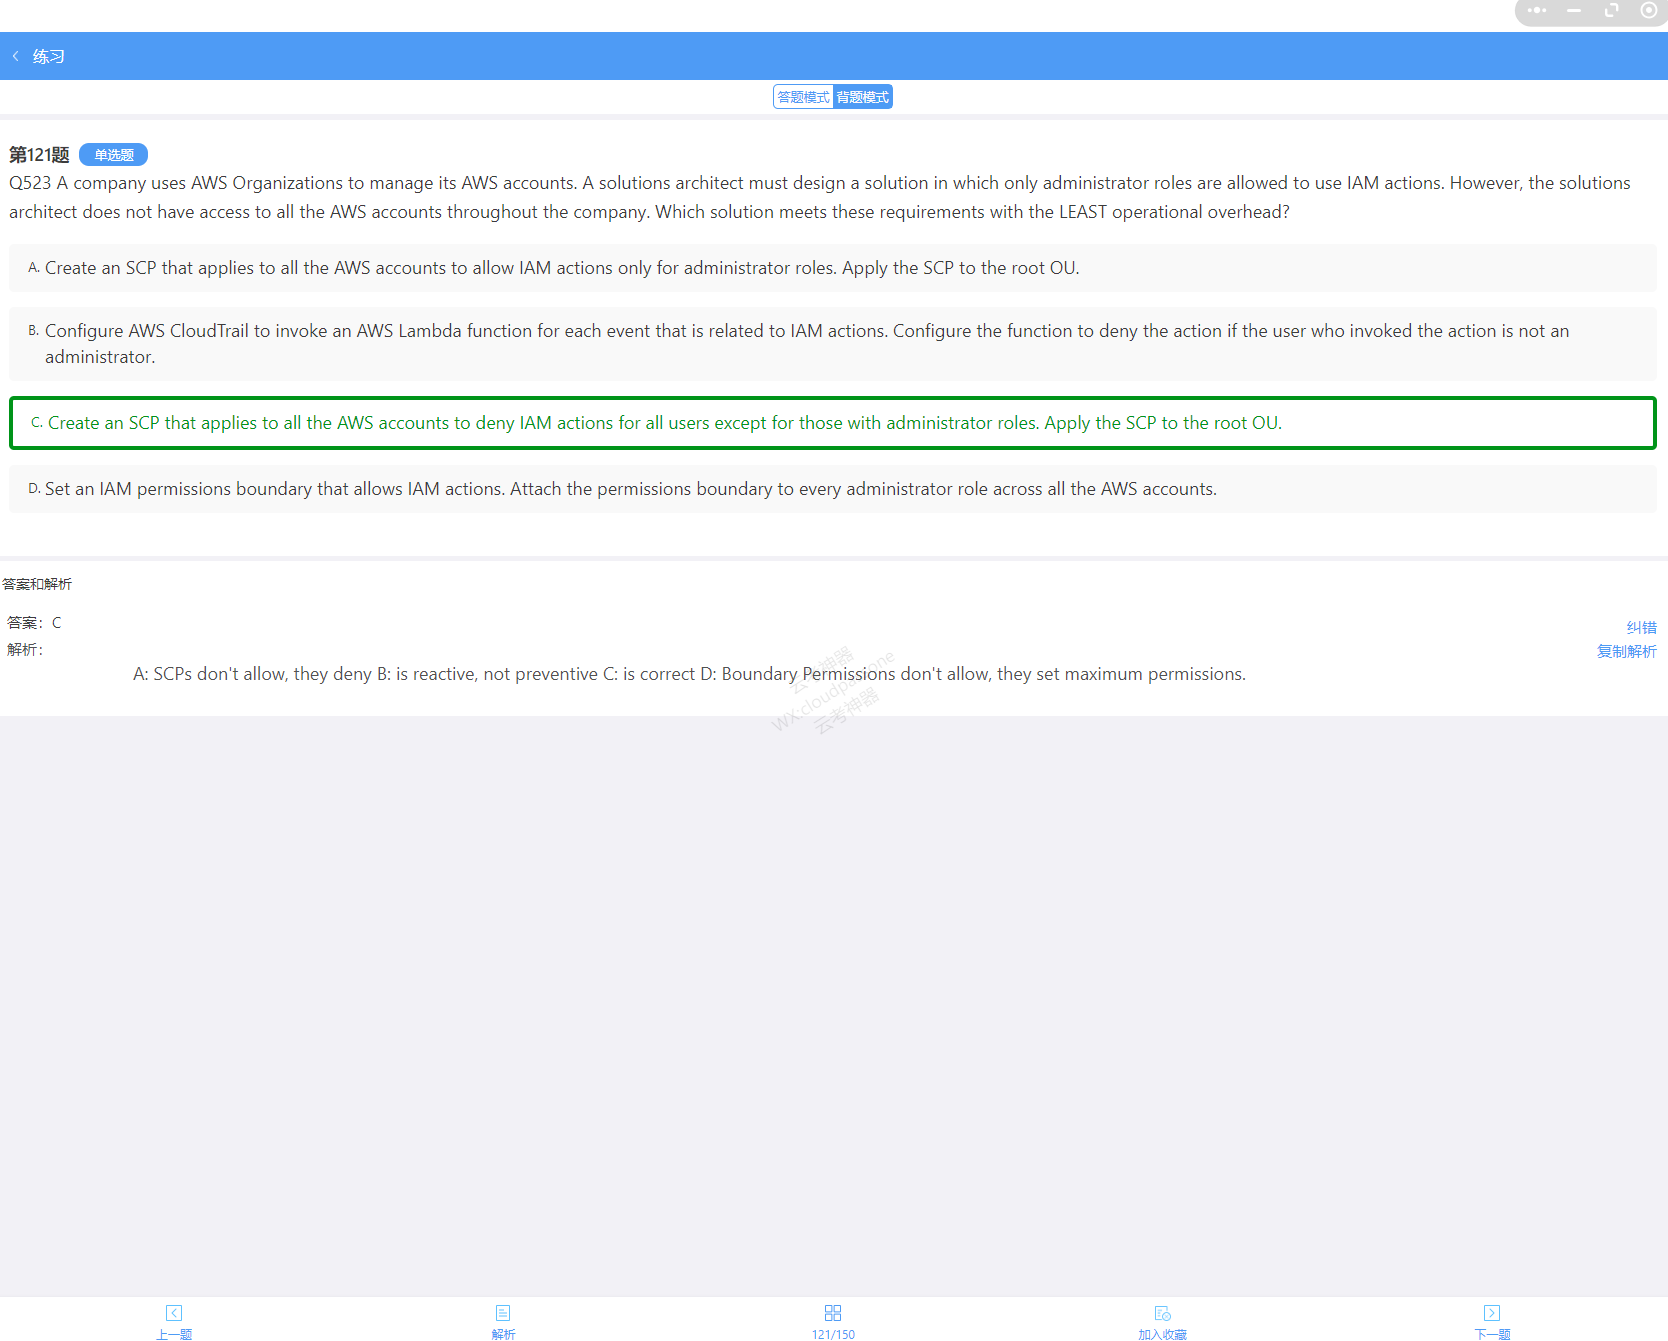 练习
答题模式 背题模式
第121题 单选题
Q523 A company uses AWS Organizations to manage its AWS accounts. A solutions architect must design a solution in which only administrator roles are allowed to use IAM actions. However, the solutions
architect does not have access to all the AWS accounts throughout the company. Which solution meets these requirements with the LEAST operational overhead?
A. Create an SCP that applies to all the AWS accounts to allow IAM actions only for administrator roles. Apply the SCP to the root OU.
B. Configure AWS CloudTrail to invoke an AWS Lambda function for each event that is related to IAM actions. Configure the function to deny the action if the user who invoked the action is not an
administrator.
C. Create an SCP that applies to all the AWS accounts to deny IAM actions for all users except for those with administrator roles. Apply the SCP to the root OU.
D. Set an IAM permissions boundary that allows IAM actions. Attach the permissions boundary to every administrator role across all the AWS accounts.
答案和解析
答案：C
纠错
解析：
复制解析
A: SCPs don't allow, they deny B: is reactive, not preventive C: is correct D: Boundary Permissions don't allow, they set maximum permissions.
云考神器
云考神器
上一题
解析
121/150
加入收藏
下一题